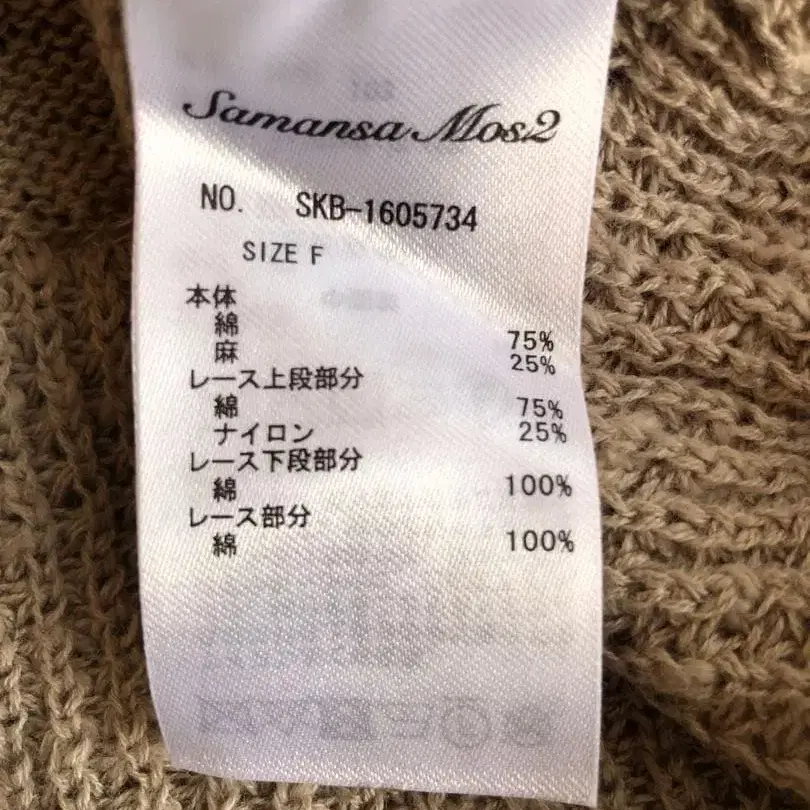 Samansa Mos2
NO. SKB-1605734
SIZE F
本体
綿 75%
麻 25%
レース上段部分
綿 75%
ナイロン 25%
レース下段部分
綿 100%
レース部分
綿 100%